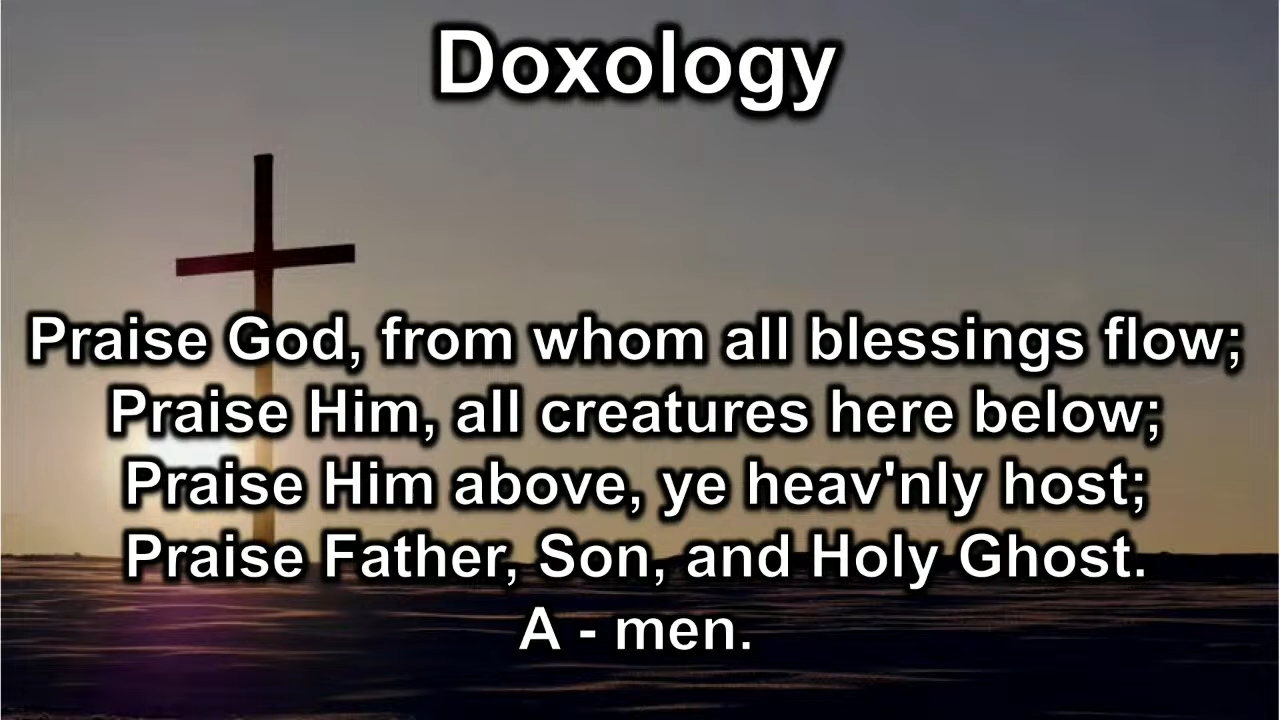 Doxology
Praise God, from whom all blessings flow;
Praise Him, all creatures here below;
Praise Him above, ye heav'nly host;
Praise Father, Son, and Holy Ghost.
A - men.